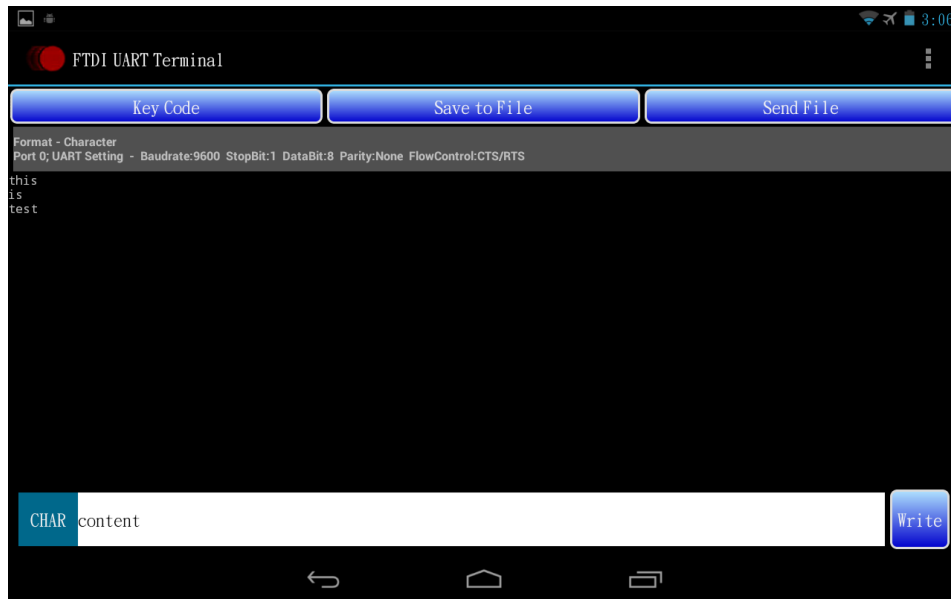 3:06
FTDI UART Terminal
Key Code Save to File Send File
Format - Character
Port 0; UART Setting - Baudrate:9600 StopBit:1 DataBit:8 Parity:None FlowControl:CTS/RTS
this
is
test
CHAR content Write